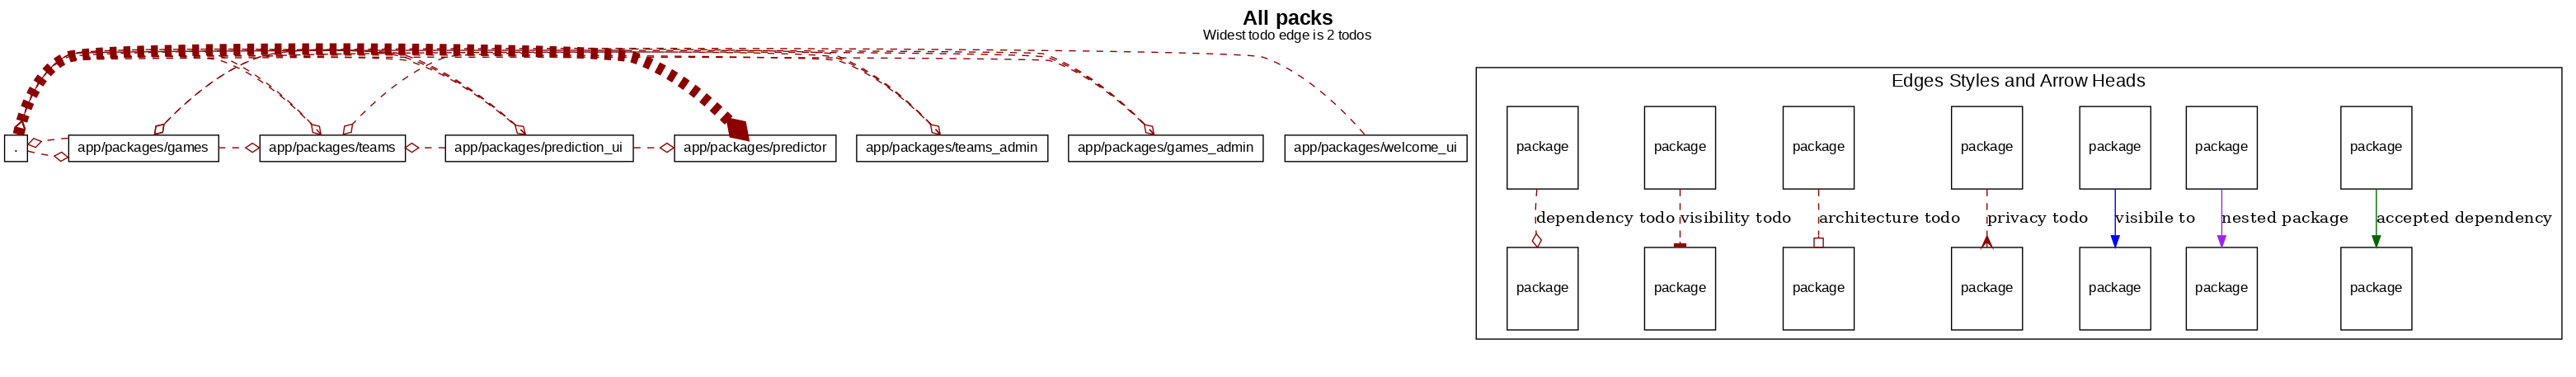 All packs
Widest todo edge is 2 todos
.
app/packages/games
app/packages/teams
app/packages/prediction_ui
app/packages/predictor
app/packages/teams_admin
app/packages/games_admin
app/packages/welcome_ui
Edges Styles and Arrow Heads
package
package
package
package
package
package
package
dependency todo
visibility todo
architecture todo
privacy todo
visibile to
nested package
accepted dependency
package
package
package
package
package
package
package